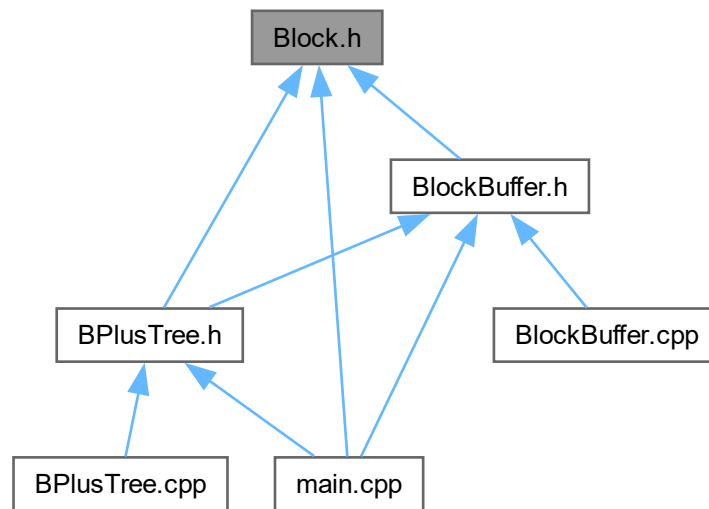 Block.h
BlockBuffer.h
BPlusTree.h
BlockBuffer.cpp
BPlusTree.cpp
main.cpp